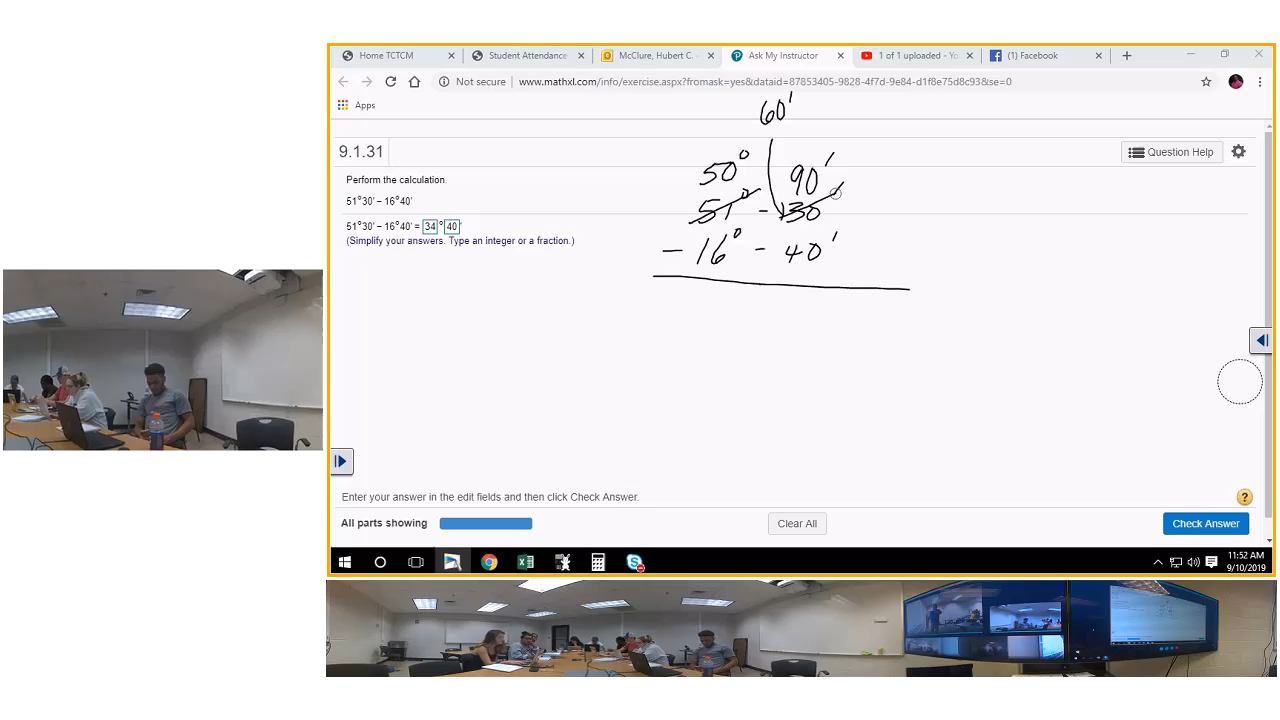 Home TCTCM
Student Attendance
McClure, Hubert C. -
Ask My Instructor
1 of 1 uploaded - Yo
(1) Facebook
Not secure www.mathxl.com/info/exercise.aspx?fromask=yes&dataid=87853405-9828-4f7d-9e84-d1f8e75d8c93&se=0
Apps
60'
9.1.31
Question Help
Perform the calculation.
51°30' − 16°40'
50° 90'
51° - 130'
51°30' − 16°40' = 34 ° 40 '
(Simplify your answers. Type an integer or a fraction.)
- 16° - 40'
Enter your answer in the edit fields and then click Check Answer.
?
All parts showing
Clear All
Check Answer
11:52 AM
9/10/2019